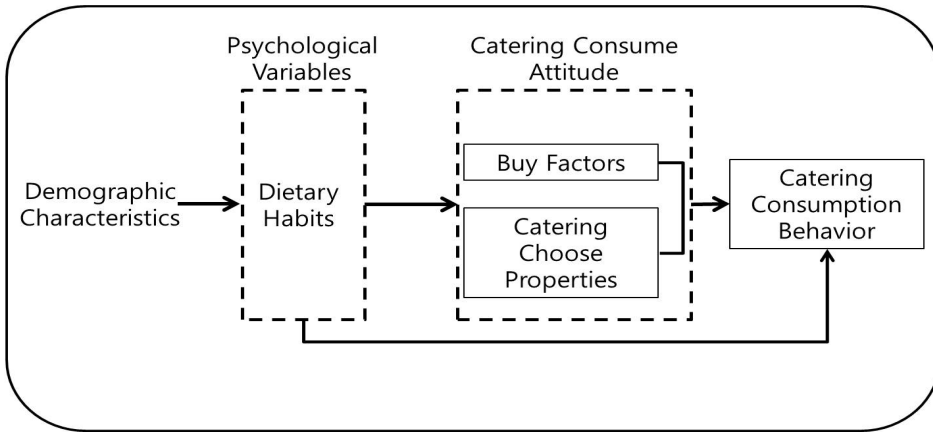 Psychological
Variables
Catering Consume
Attitude
Demographic
Characteristics
Dietary
Habits
Buy Factors
Catering
Choose
Properties
Catering
Consumption
Behavior